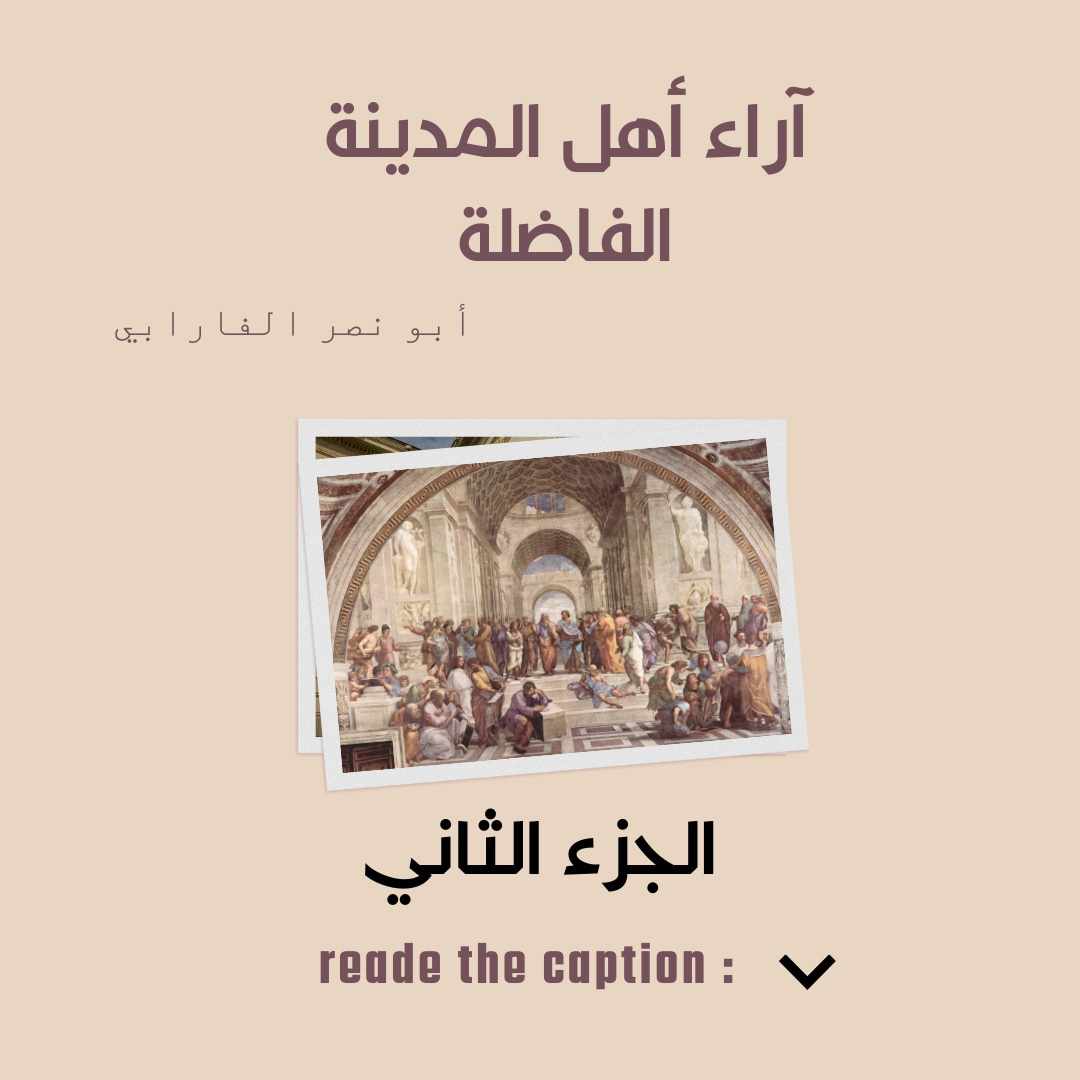 آراء أهل المدينة
الفاضلة
أبو نصر الفارابي
الجزء الثاني
reade the caption :